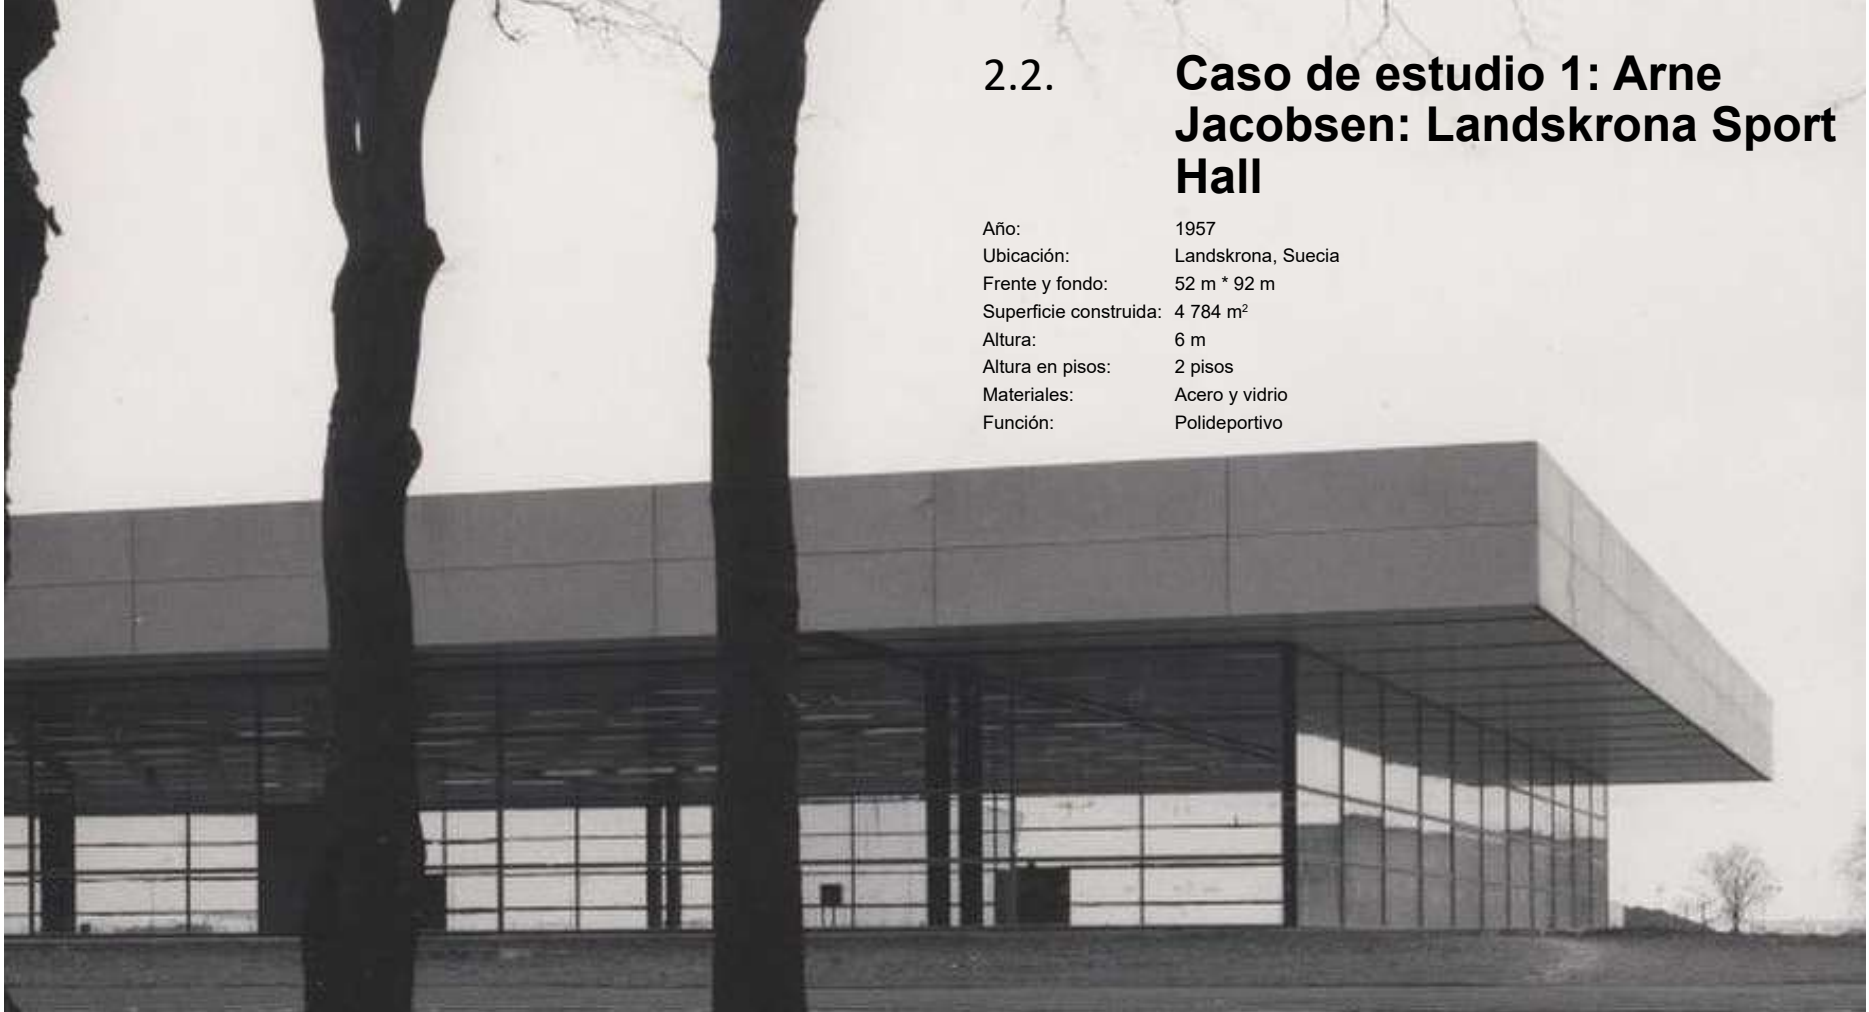 2.2. Caso de estudio 1: Arne
Jacobsen: Landskrona Sport
Hall
Año: 1957
Ubicación: Landskrona, Suecia
Frente y fondo: 52 m * 92 m
Superficie construida: 4 784 m²
Altura: 6 m
Altura en pisos: 2 pisos
Materiales: Acero y vidrio
Función: Polideportivo